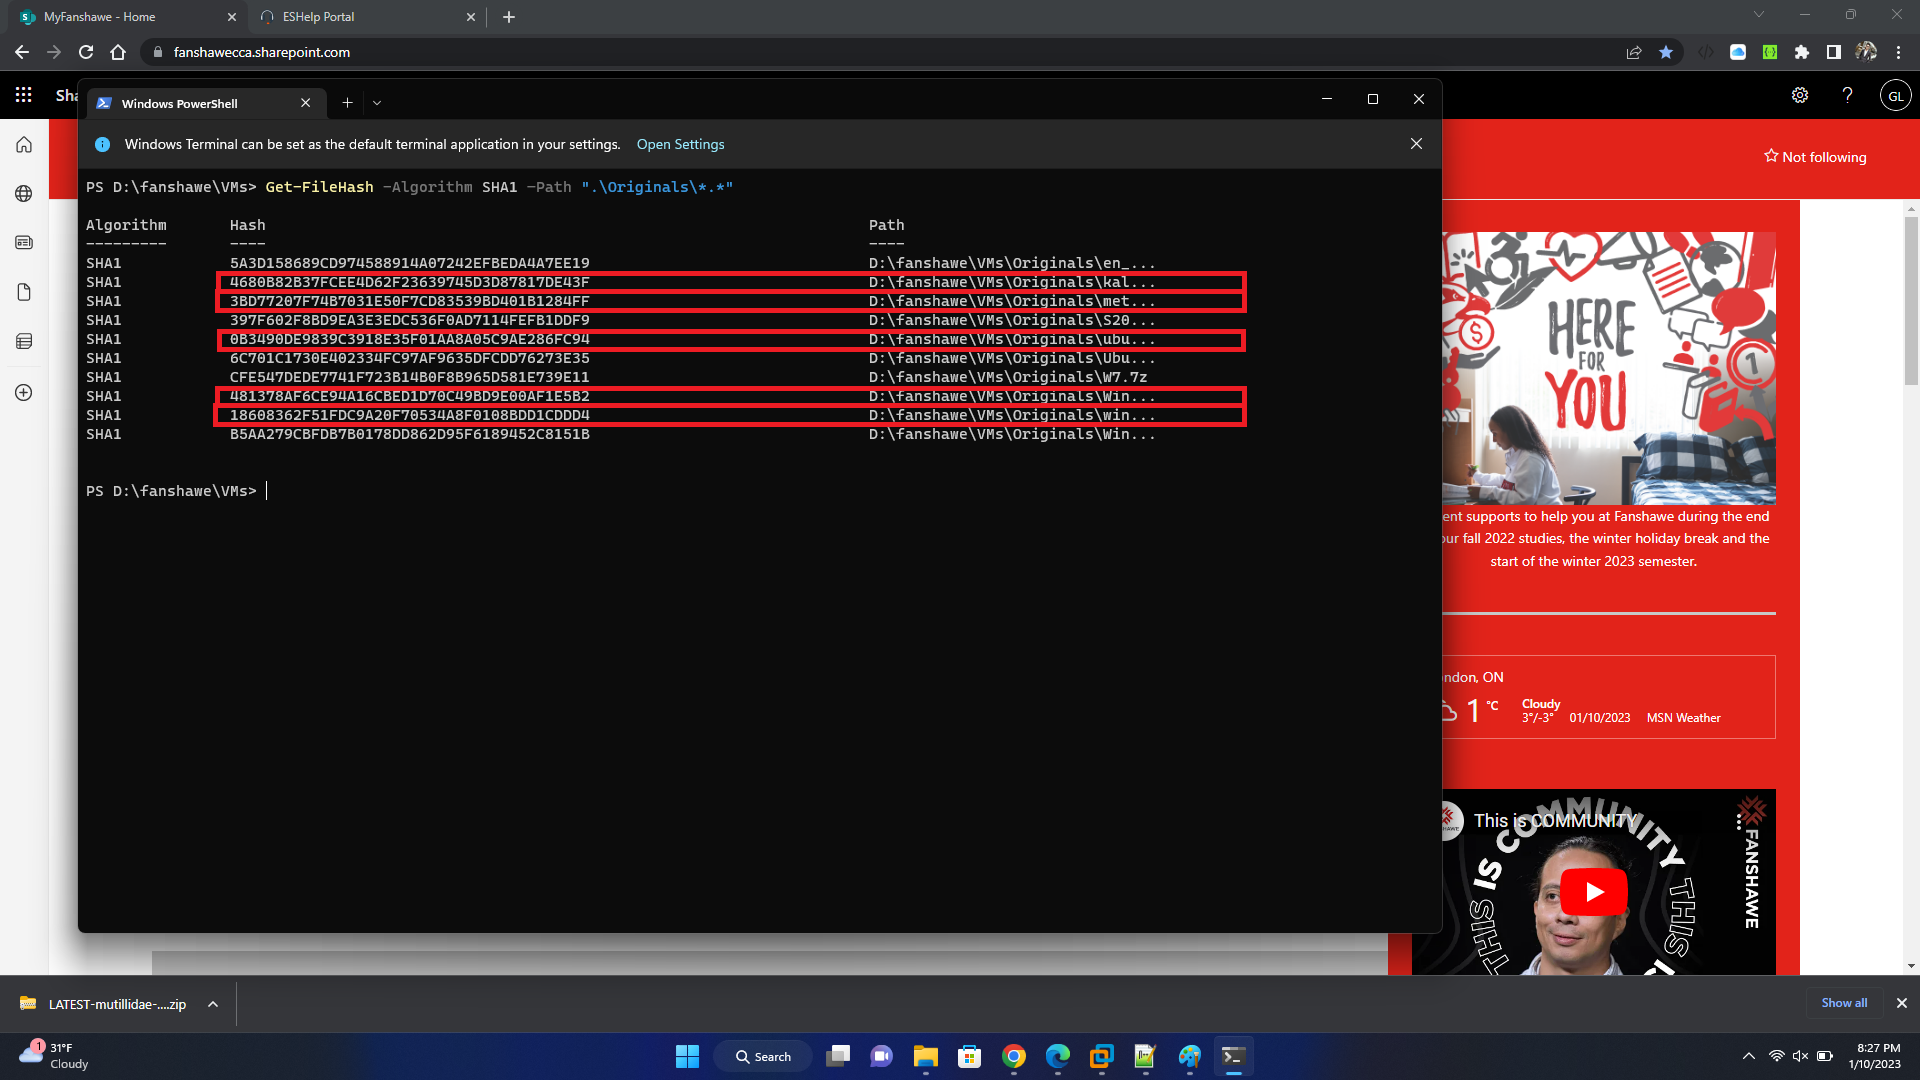 MyFanshawe - Home
ESHelp Portal
fanshawecca.sharepoint.com
Sha
GL
Windows PowerShell
Windows Terminal can be set as the default terminal application in your settings. Open Settings
Not following
PS D:\fanshawe\VMs> Get-FileHash -Algorithm SHA1 -Path ".\Originals\*.*"
Algorithm Hash Path
--------- ---- ----
SHA1 5A3D158689CD974588914A07242EFBEDA4A7EE19 D:\fanshawe\VMs\Originals\en_...
SHA1 4680B82B37FCEE4D62F23639745D3D87817DE43F D:\fanshawe\VMs\Originals\kal...
SHA1 3BD77207F74B7031E50F7CD83539BD401B1284FF D:\fanshawe\VMs\Originals\met...
SHA1 397F602F8BD9EA3E3EDC536F0AD7114FEFB1DDF9 D:\fanshawe\VMs\Originals\S20...
SHA1 0B3490DE9839C3918E35F01AA8A05C9AE286FC94 D:\fanshawe\VMs\Originals\ubu...
SHA1 6C701C1730E402334FC97AF9635DFCDD76273E35 D:\fanshawe\VMs\Originals\Ubu...
SHA1 CFE547DEDE7741F723B14B0F8B965D581E739E11 D:\fanshawe\VMs\Originals\W7.7z
SHA1 481378AF6CE94A16CBED1D70C49BD9E00AF1E5B2 D:\fanshawe\VMs\Originals\Win...
SHA1 18608362F51FDC9A20F70534A8F0108BDD1CDDD4 D:\fanshawe\VMs\Originals\win...
SHA1 B5AA279CBFDB7B0178DD862D95F6189452C8151B D:\fanshawe\VMs\Originals\Win...
PS D:\fanshawe\VMs>
HERE
FOR
YOU
ent supports to help you at Fanshawe during the end
our fall 2022 studies, the winter holiday break and the
start of the winter 2023 semester.
ndon, ON
1 °C
Cloudy
3°/-3° 01/10/2023 MSN Weather
This is COMMUNITY
IS COMMUNITY THIS
THIS IS
FANSHAWE
LATEST-mutillidae-....zip
Show all
1
31°F
Cloudy
Search
8:27 PM
1/10/2023